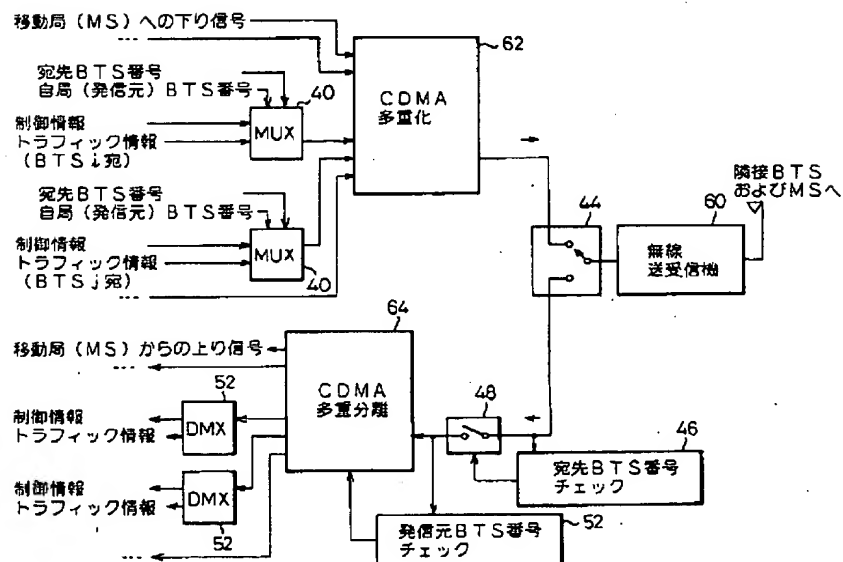 移動局(MS)への下り信号
…
宛先BTS番号
自局(発信元)BTS番号
40
制御情報
トラフィック情報
(BTSi宛)
MUX
宛先BTS番号
自局(発信元)BTS番号
制御情報
トラフィック情報
(BTSj宛)
MUX
40
…
62
CDMA
多重化
隣接BTS
およびMSへ
44
60
無線
送受信機
64
移動局(MS)からの上り信号
…
CDMA
多重分離
52
制御情報
トラフィック情報
DMX
制御情報
トラフィック情報
DMX
52
…
48
46
宛先BTS番号
チェック
発信元BTS番号
チェック
52